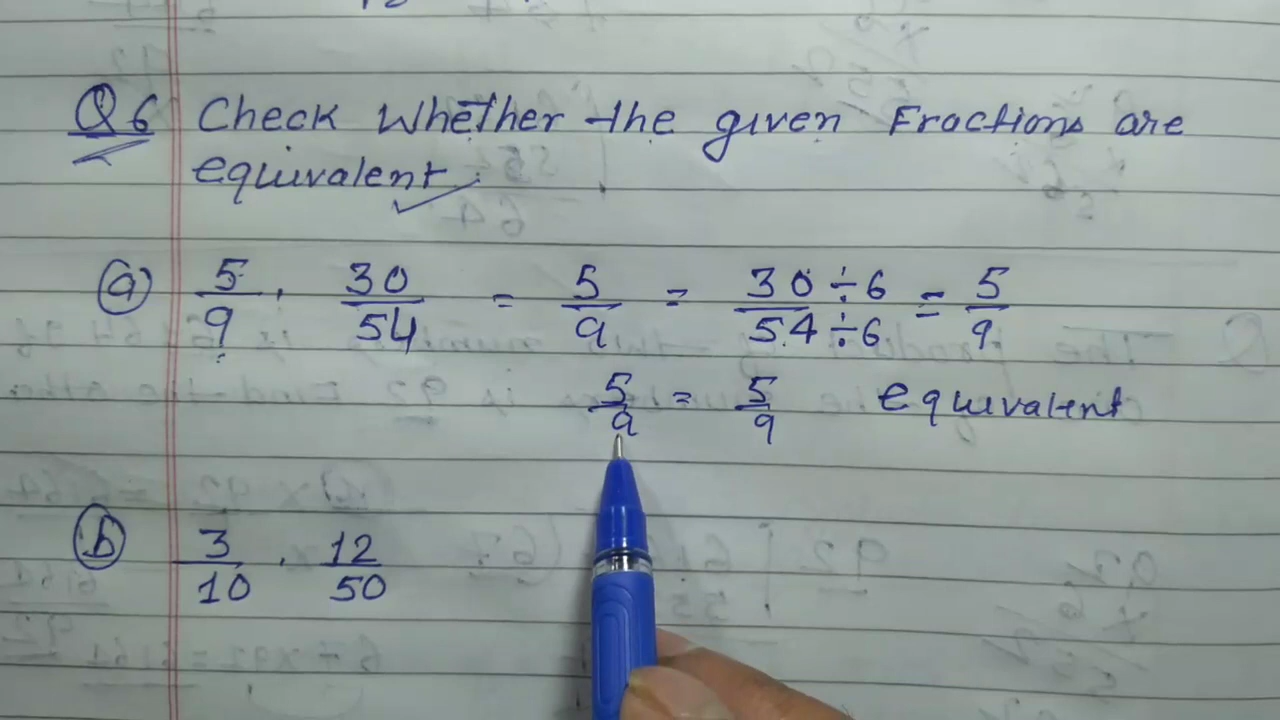 Q6 Check Whether the given Fractions are
equivalent.
(a) 5/9 , 30/54 = 5/9 = 30÷6/54÷6 = 5/9
5/9 = 5/9 equivalent
(b) 3/10 , 12/50